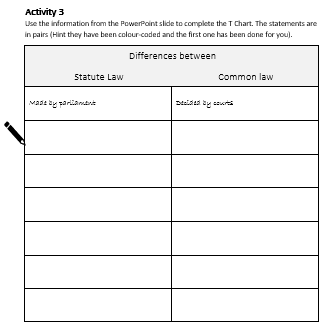 Activity 3
Use the information from the PowerPoint slide to complete the T Chart. The statements are
in pairs (Hint they have been colour-coded and the first one has been done for you).
Differences between
Statute Law Common law
Made by parliament Decided by courts